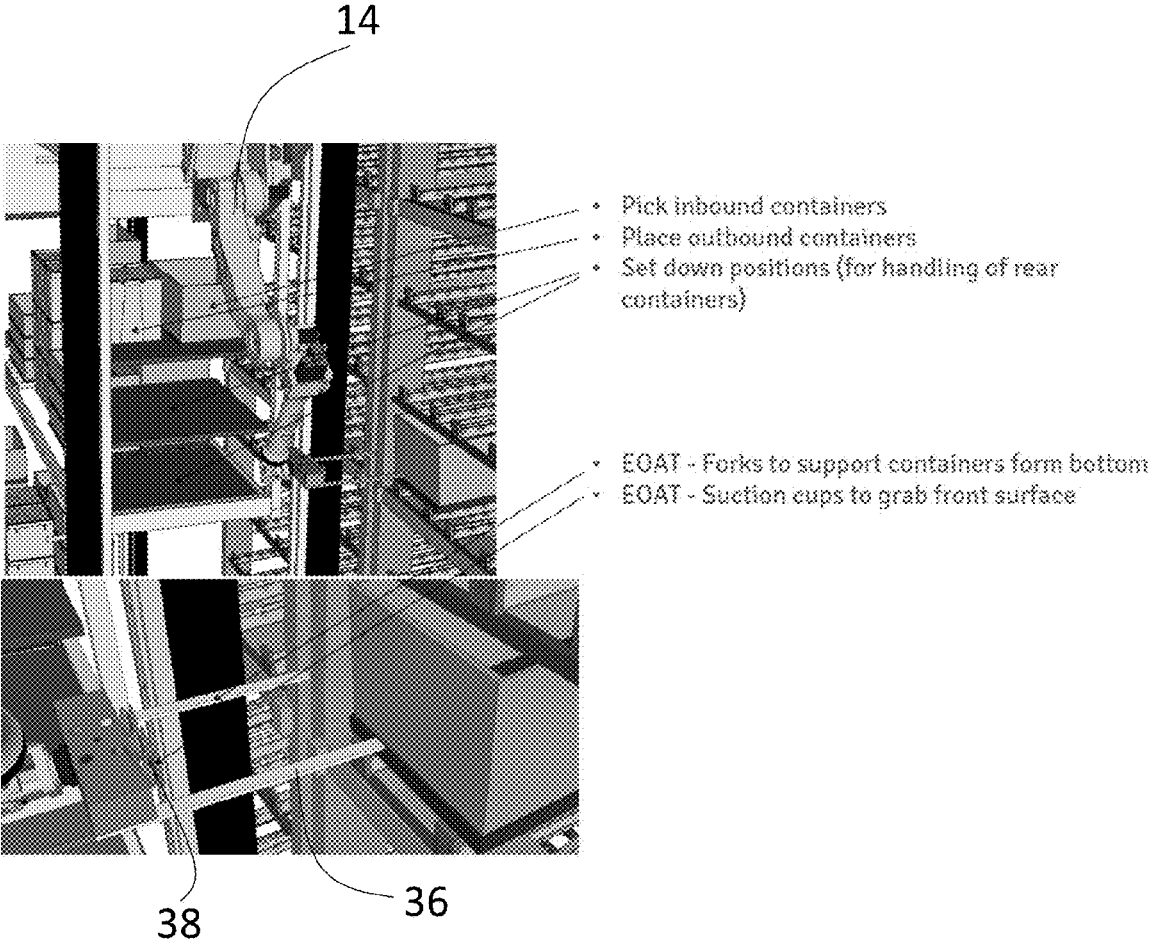 14
• Pick inbound containers
• Place outbound containers
• Set down positions (for handling of rear
containers)
• EOAT - Forks to support containers form bottom
• EOAT - Suction cups to grab front surface
36
38